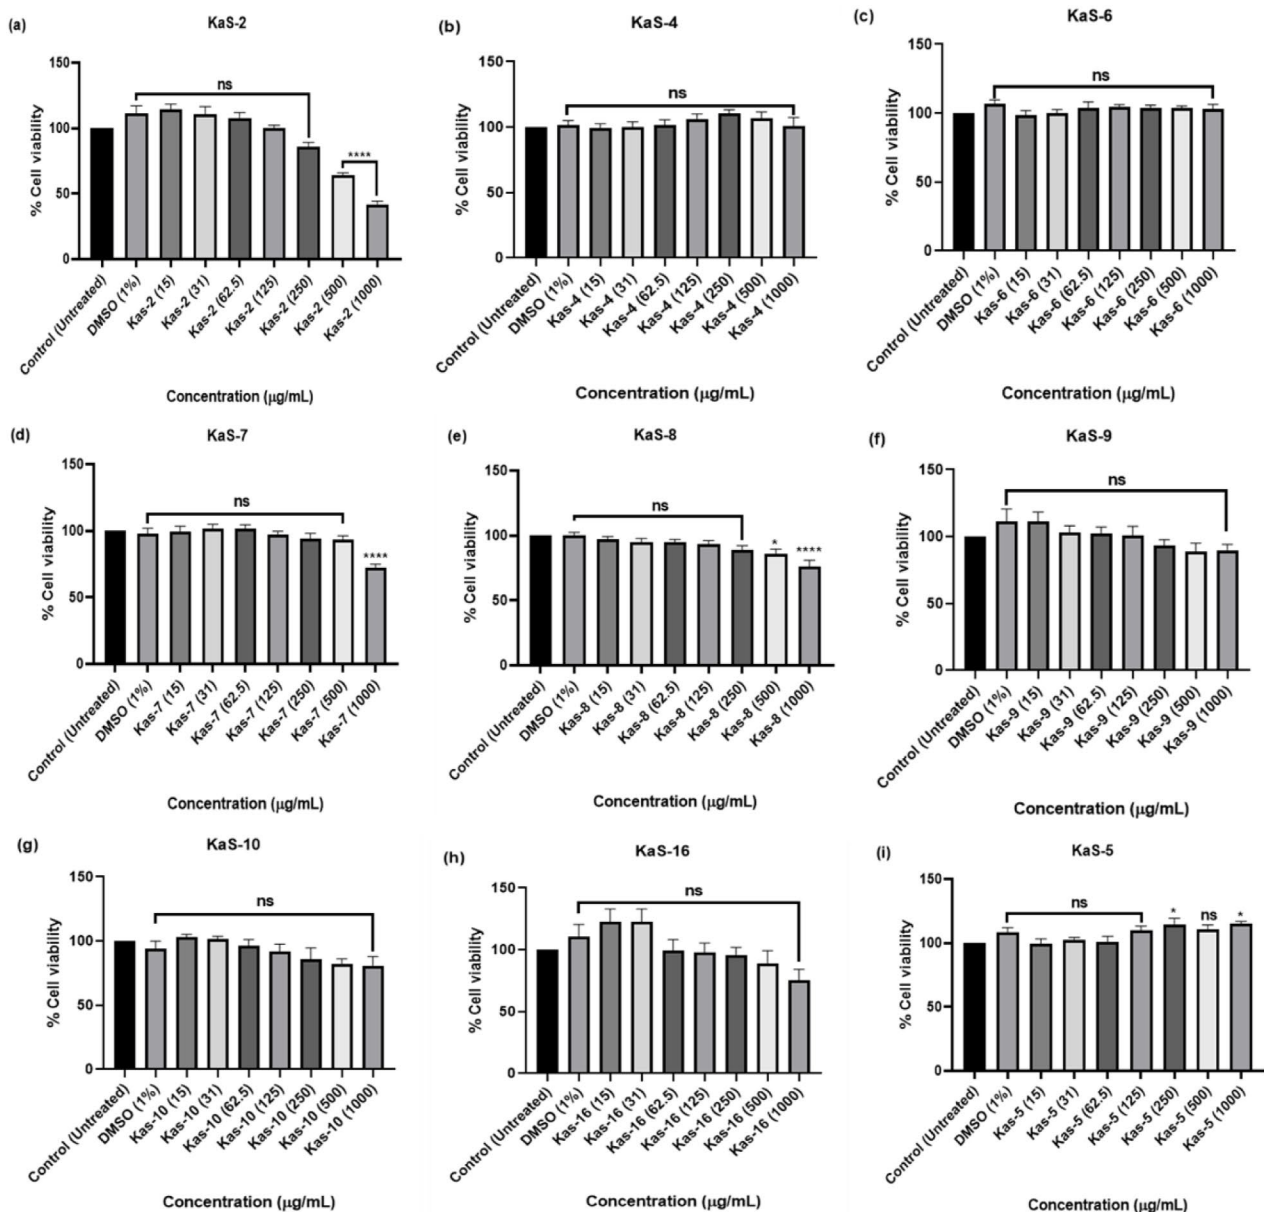 (a)
KaS-2
150
100
50
0
% Cell viability
ns
****
Control (Untreated)
DMSO (1%)
Kas-2 (15)
Kas-2 (31)
Kas-2 (62.5)
Kas-2 (125)
Kas-2 (250)
Kas-2 (500)
Kas-2 (1000)
Concentration (µg/mL)
(b)
KaS-4
150
100
50
0
% Cell viability
ns
Control (Untreated)
DMSO (1%)
Kas-4 (15)
Kas-4 (31)
Kas-4 (62.5)
Kas-4 (125)
Kas-4 (250)
Kas-4 (500)
Kas-4 (1000)
Concentration (µg/mL)
(c)
KaS-6
150
100
50
0
% Cell viability
ns
Control (Untreated)
DMSO (1%)
Kas-6 (15)
Kas-6 (31)
Kas-6 (62.5)
Kas-6 (125)
Kas-6 (250)
Kas-6 (500)
Kas-6 (1000)
Concentration (µg/mL)
(d)
KaS-7
150
100
50
0
% Cell viability
ns
****
Control (Untreated)
DMSO (1%)
Kas-7 (15)
Kas-7 (31)
Kas-7 (62.5)
Kas-7 (125)
Kas-7 (250)
Kas-7 (500)
Kas-7 (1000)
Concentration (µg/mL)
(e)
KaS-8
150
100
50
0
% Cell viability
ns
*
****
Control (Untreated)
DMSO (1%)
Kas-8 (15)
Kas-8 (31)
Kas-8 (62.5)
Kas-8 (125)
Kas-8 (250)
Kas-8 (500)
Kas-8 (1000)
Concentration (µg/mL)
(f)
KaS-9
150
100
50
0
% Cell viability
ns
Control (Untreated)
DMSO (1%)
Kas-9 (15)
Kas-9 (31)
Kas-9 (62.5)
Kas-9 (125)
Kas-9 (250)
Kas-9 (500)
Kas-9 (1000)
Concentration (µg/mL)
(g)
KaS-10
150
100
50
0
% Cell viability
ns
Control (Untreated)
DMSO (1%)
Kas-10 (15)
Kas-10 (31)
Kas-10 (62.5)
Kas-10 (125)
Kas-10 (250)
Kas-10 (500)
Kas-10 (1000)
Concentration (µg/mL)
(h)
KaS-16
150
100
50
0
% Cell viability
ns
Control (Untreated)
DMSO (1%)
Kas-16 (15)
Kas-16 (31)
Kas-16 (62.5)
Kas-16 (125)
Kas-16 (250)
Kas-16 (500)
Kas-16 (1000)
Concentration (µg/mL)
(i)
KaS-5
150
100
50
0
% Cell viability
ns
*
ns
*
Control (Untreated)
DMSO (1%)
Kas-5 (15)
Kas-5 (31)
Kas-5 (62.5)
Kas-5 (125)
Kas-5 (250)
Kas-5 (500)
Kas-5 (1000)
Concentration (µg/mL)